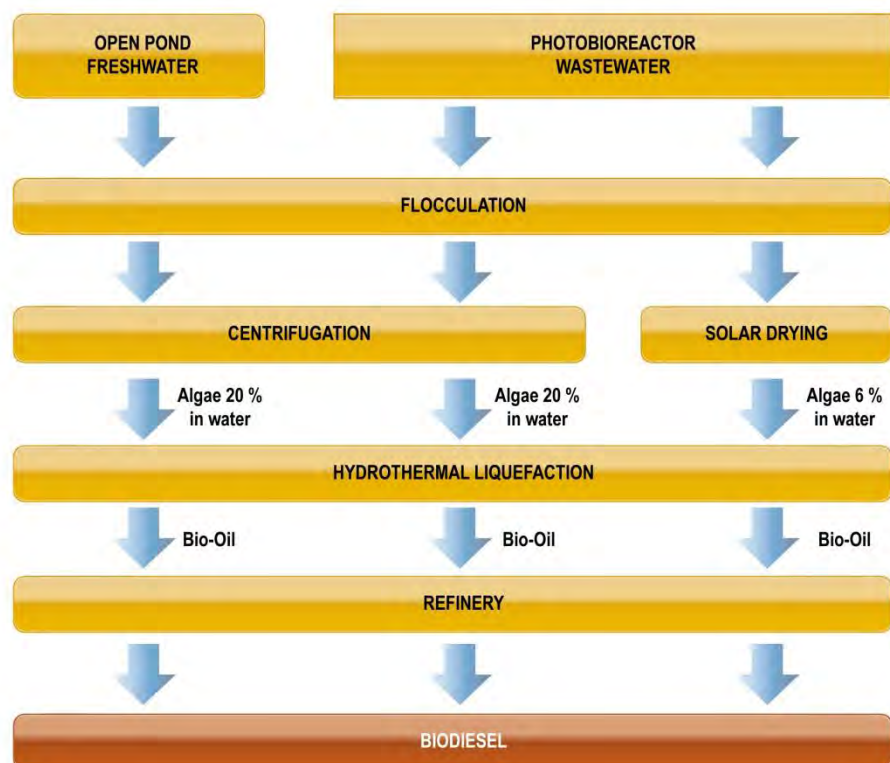 OPEN POND
FRESHWATER
PHOTOBIOREACTOR
WASTEWATER
FLOCCULATION
CENTRIFUGATION
SOLAR DRYING
Algae 20 %
in water
Algae 20 %
in water
Algae 6 %
in water
HYDROTHERMAL LIQUEFACTION
Bio-Oil
Bio-Oil
Bio-Oil
REFINERY
BIODIESEL